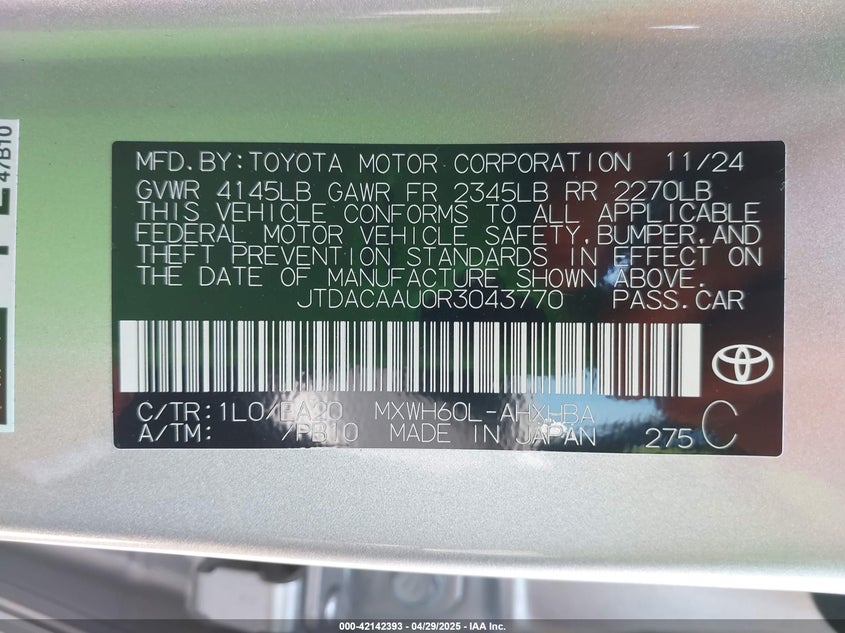 47B10
MFD.BY:TOYOTA MOTOR CORPORATION 11/24
GVWR 4145LB GAWR FR 2345LB RR 2270LB
THIS VEHICLE CONFORMS TO ALL APPLICABLE
FEDERAL MOTOR VEHICLE SAFETY,BUMPER,AND
THEFT PREVENTION STANDARDS IN EFFECT ON
THE DATE OF MANUFACTURE SHOWN ABOVE.
JTDACAAU0R3043770 PASS.CAR
C/TR:1L0/EA20 MXWH60L-AHXHBA
A/TM: /PB10 MADE IN JAPAN 275 C
000-42142393 - 04/29/2025 - IAA Inc.